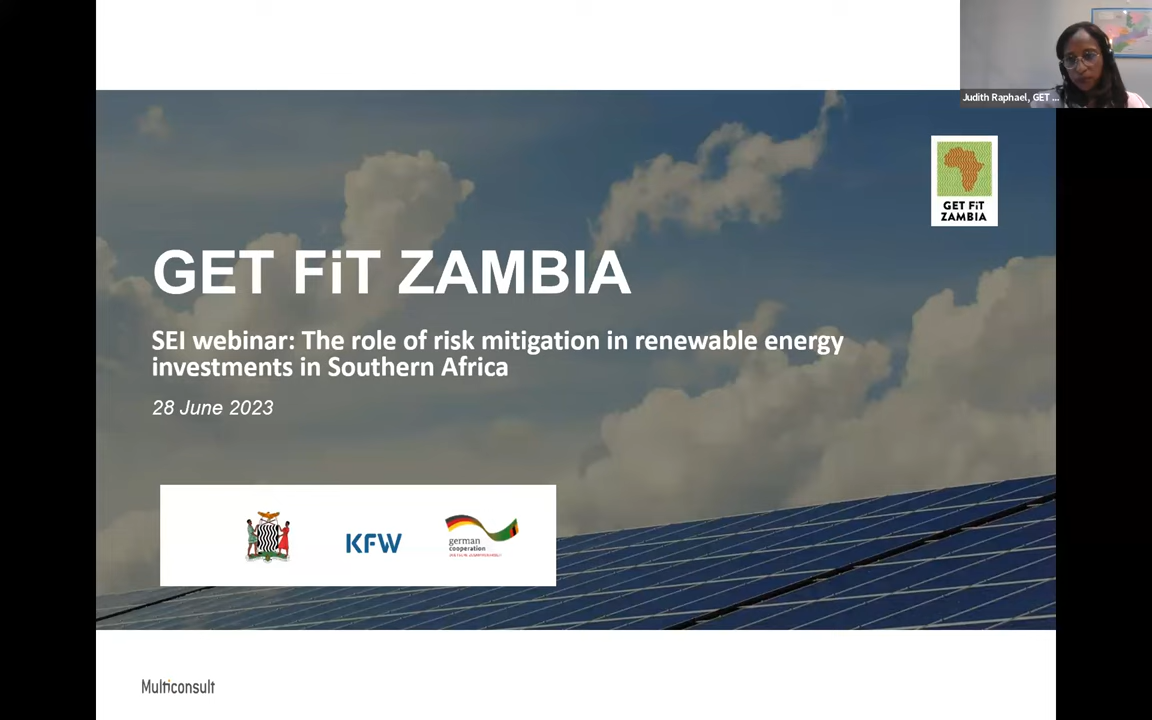 Judith Raphael, GET ...
GET FiT
ZAMBIA
GET FiT ZAMBIA
SEI webinar: The role of risk mitigation in renewable energy
investments in Southern Africa
28 June 2023
KFW
german
cooperation
Multiconsult